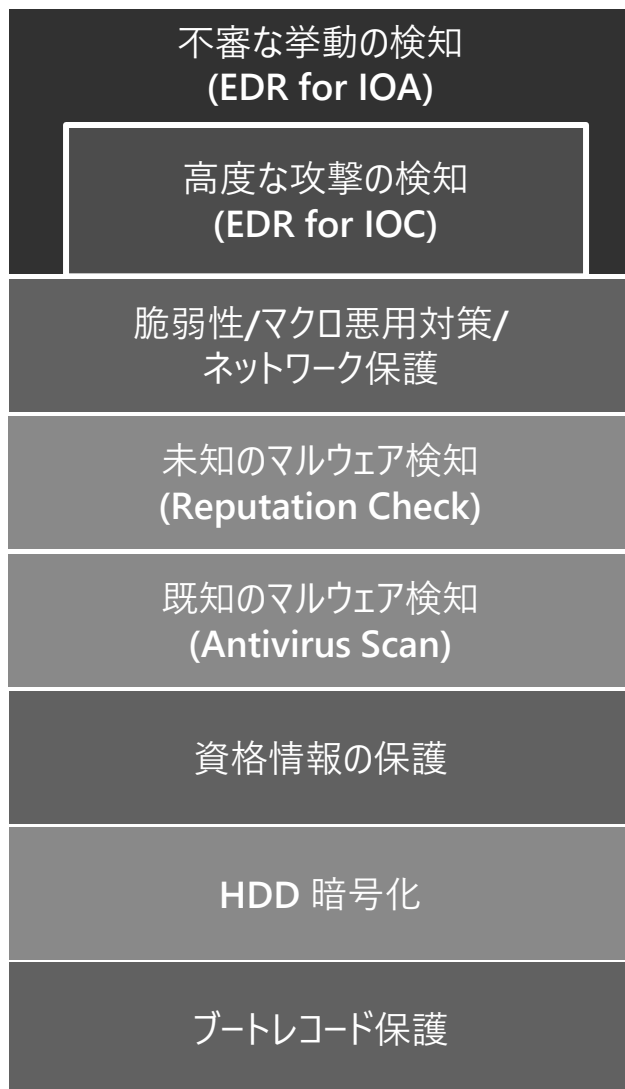 不審な挙動の検知
(EDR for IOA)
高度な攻撃の検知
(EDR for IOC)
脆弱性/マクロ悪用対策/
ネットワーク保護
未知のマルウェア検知
(Reputation Check)
既知のマルウェア検知
(Antivirus Scan)
資格情報の保護
HDD 暗号化
ブートレコード保護